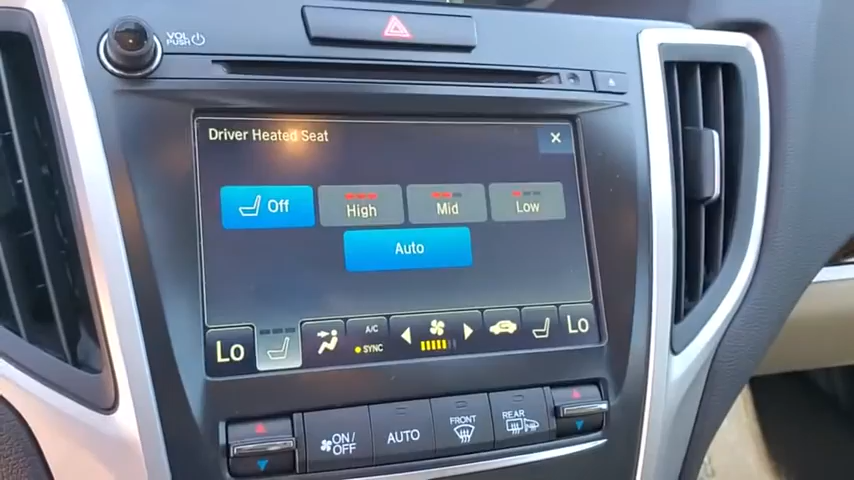 VOL
PUSH
Driver Heated Seat
Off
High
Mid
Low
Auto
Lo
A/C
SYNC
Lo
ON/
OFF
AUTO
FRONT
REAR